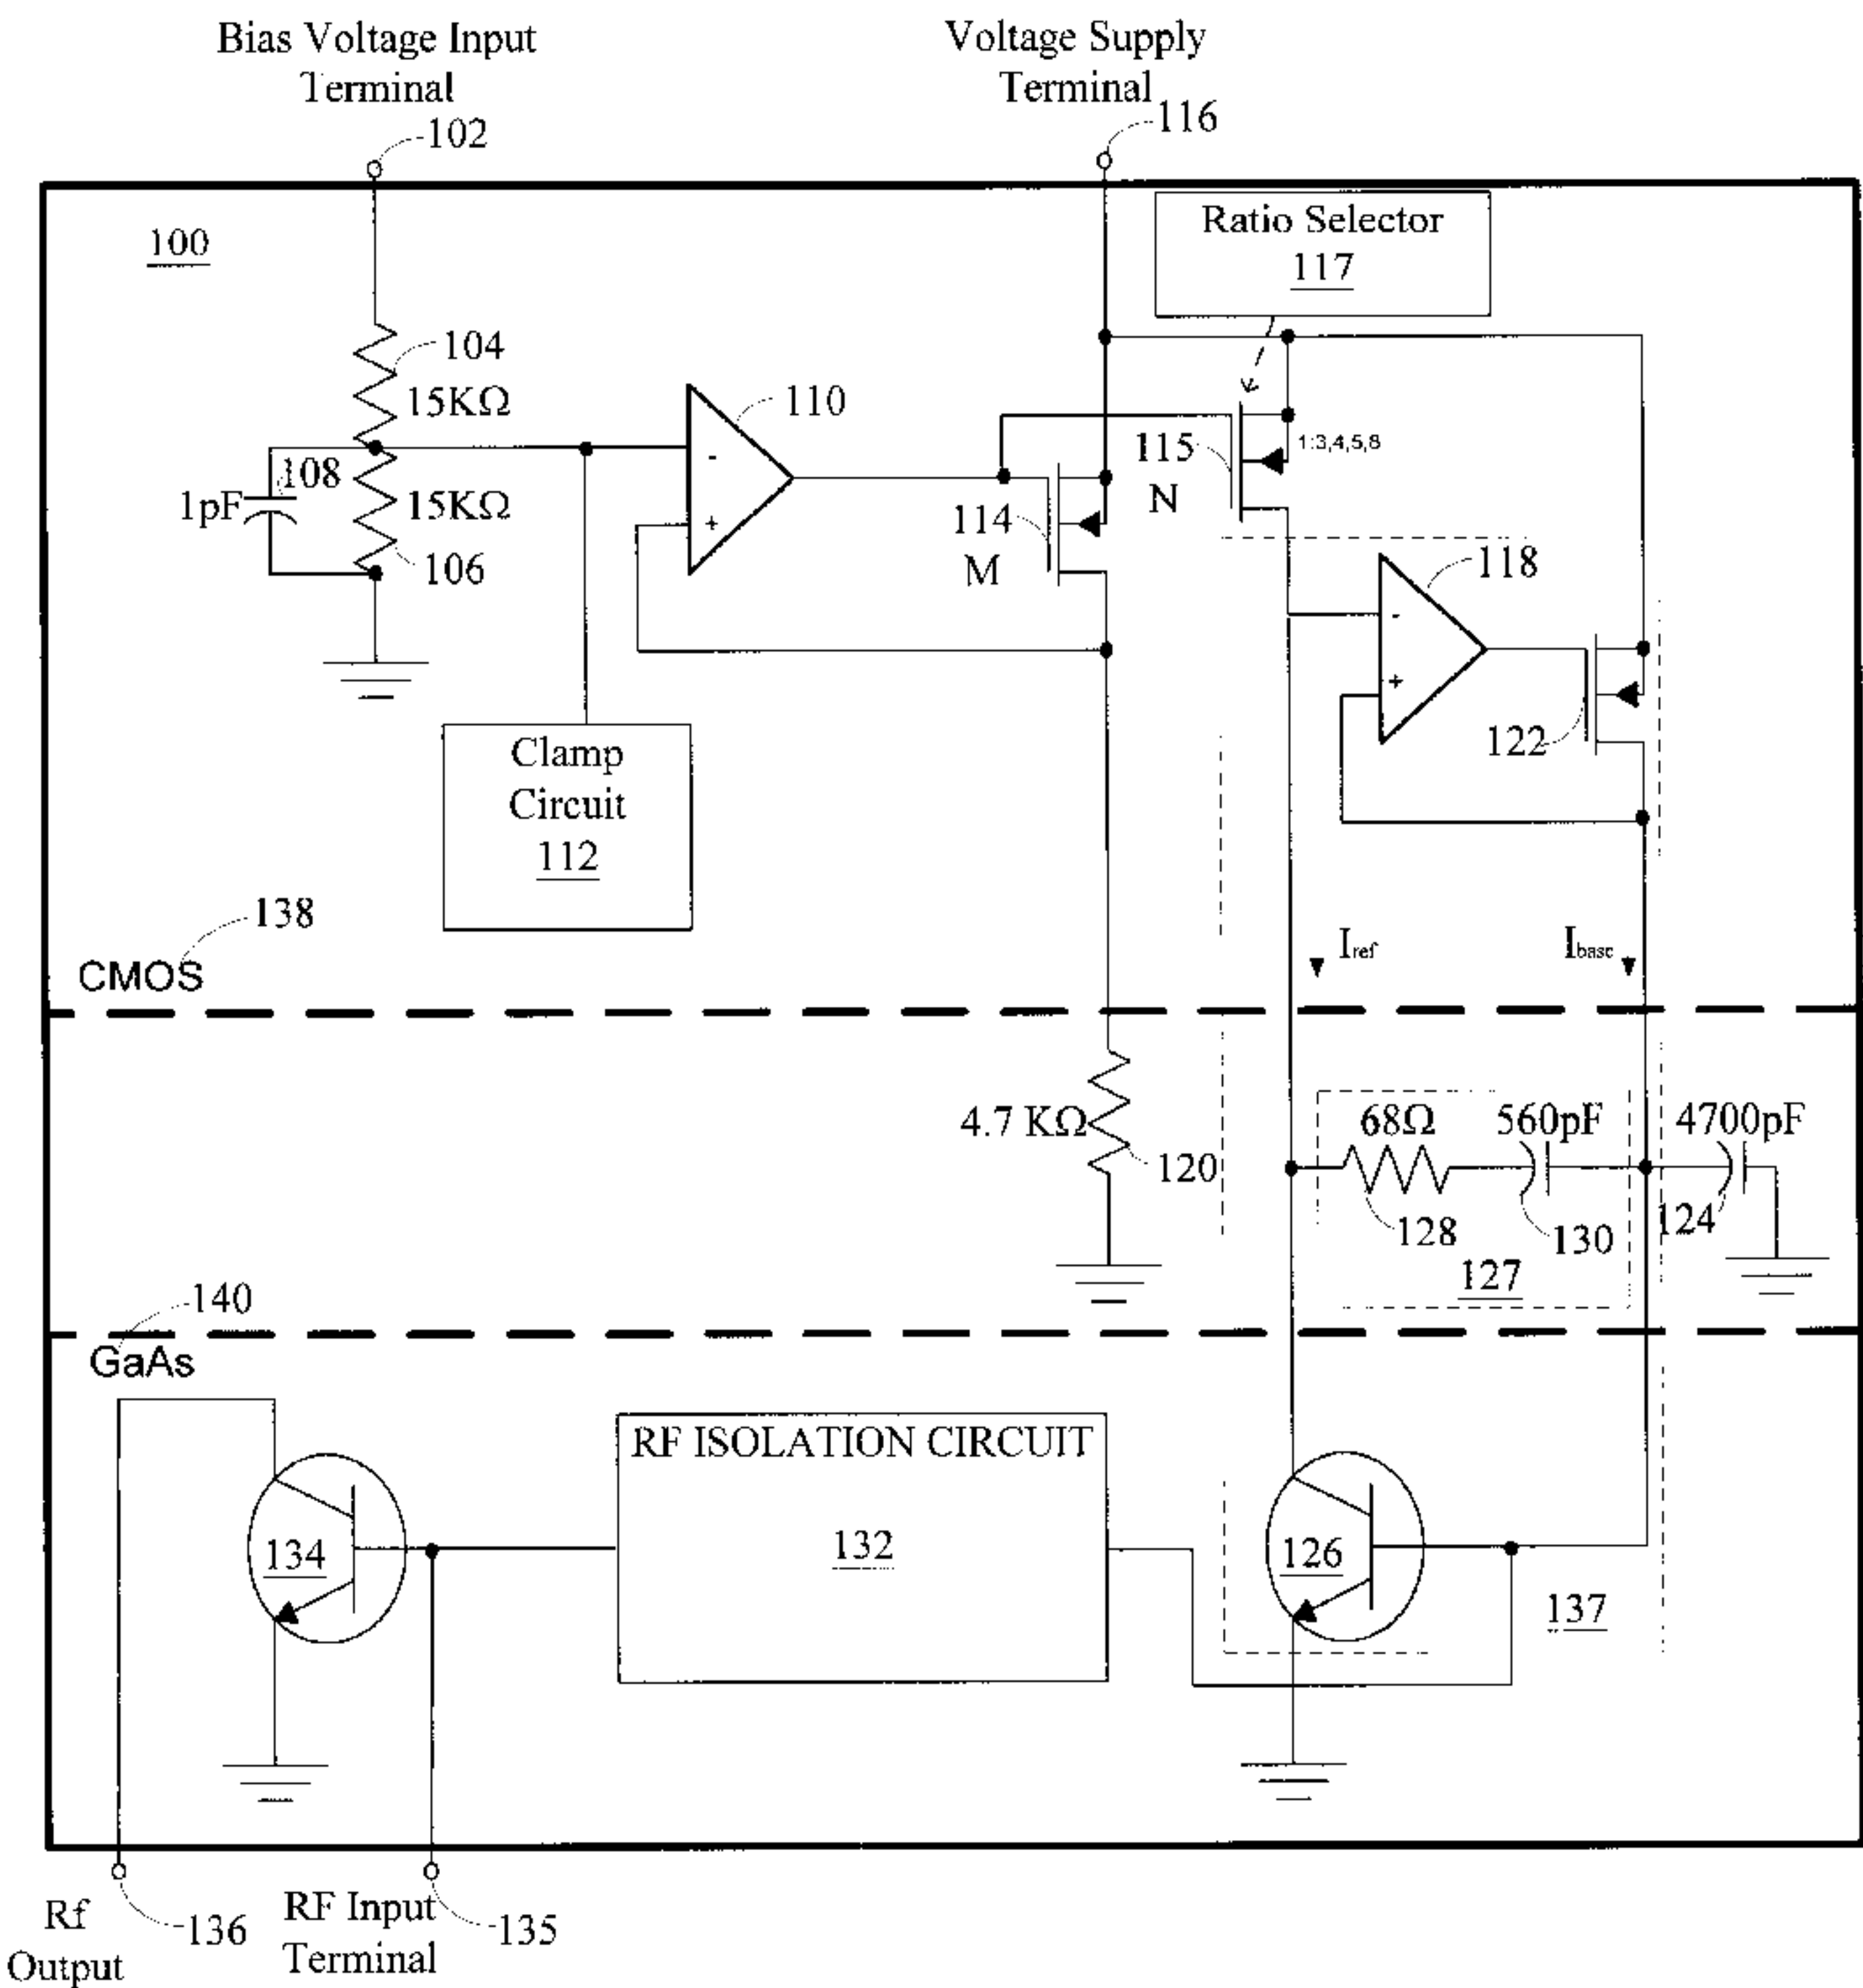 Bias Voltage Input
Terminal
102
Voltage Supply
Terminal
116
100
Ratio Selector
117
104
15KΩ
108
1pF
15KΩ
106
-
+
110
114
M
115
N
1:3,4,5,8
-
+
118
122
Clamp
Circuit
112
138
CMOS
Iref
Ibase
4.7 KΩ
120
68Ω
560pF
4700pF
128
130
124
127
140
GaAs
RF ISOLATION CIRCUIT
132
134
126
137
Rf
Output
136
RF Input
Terminal
135